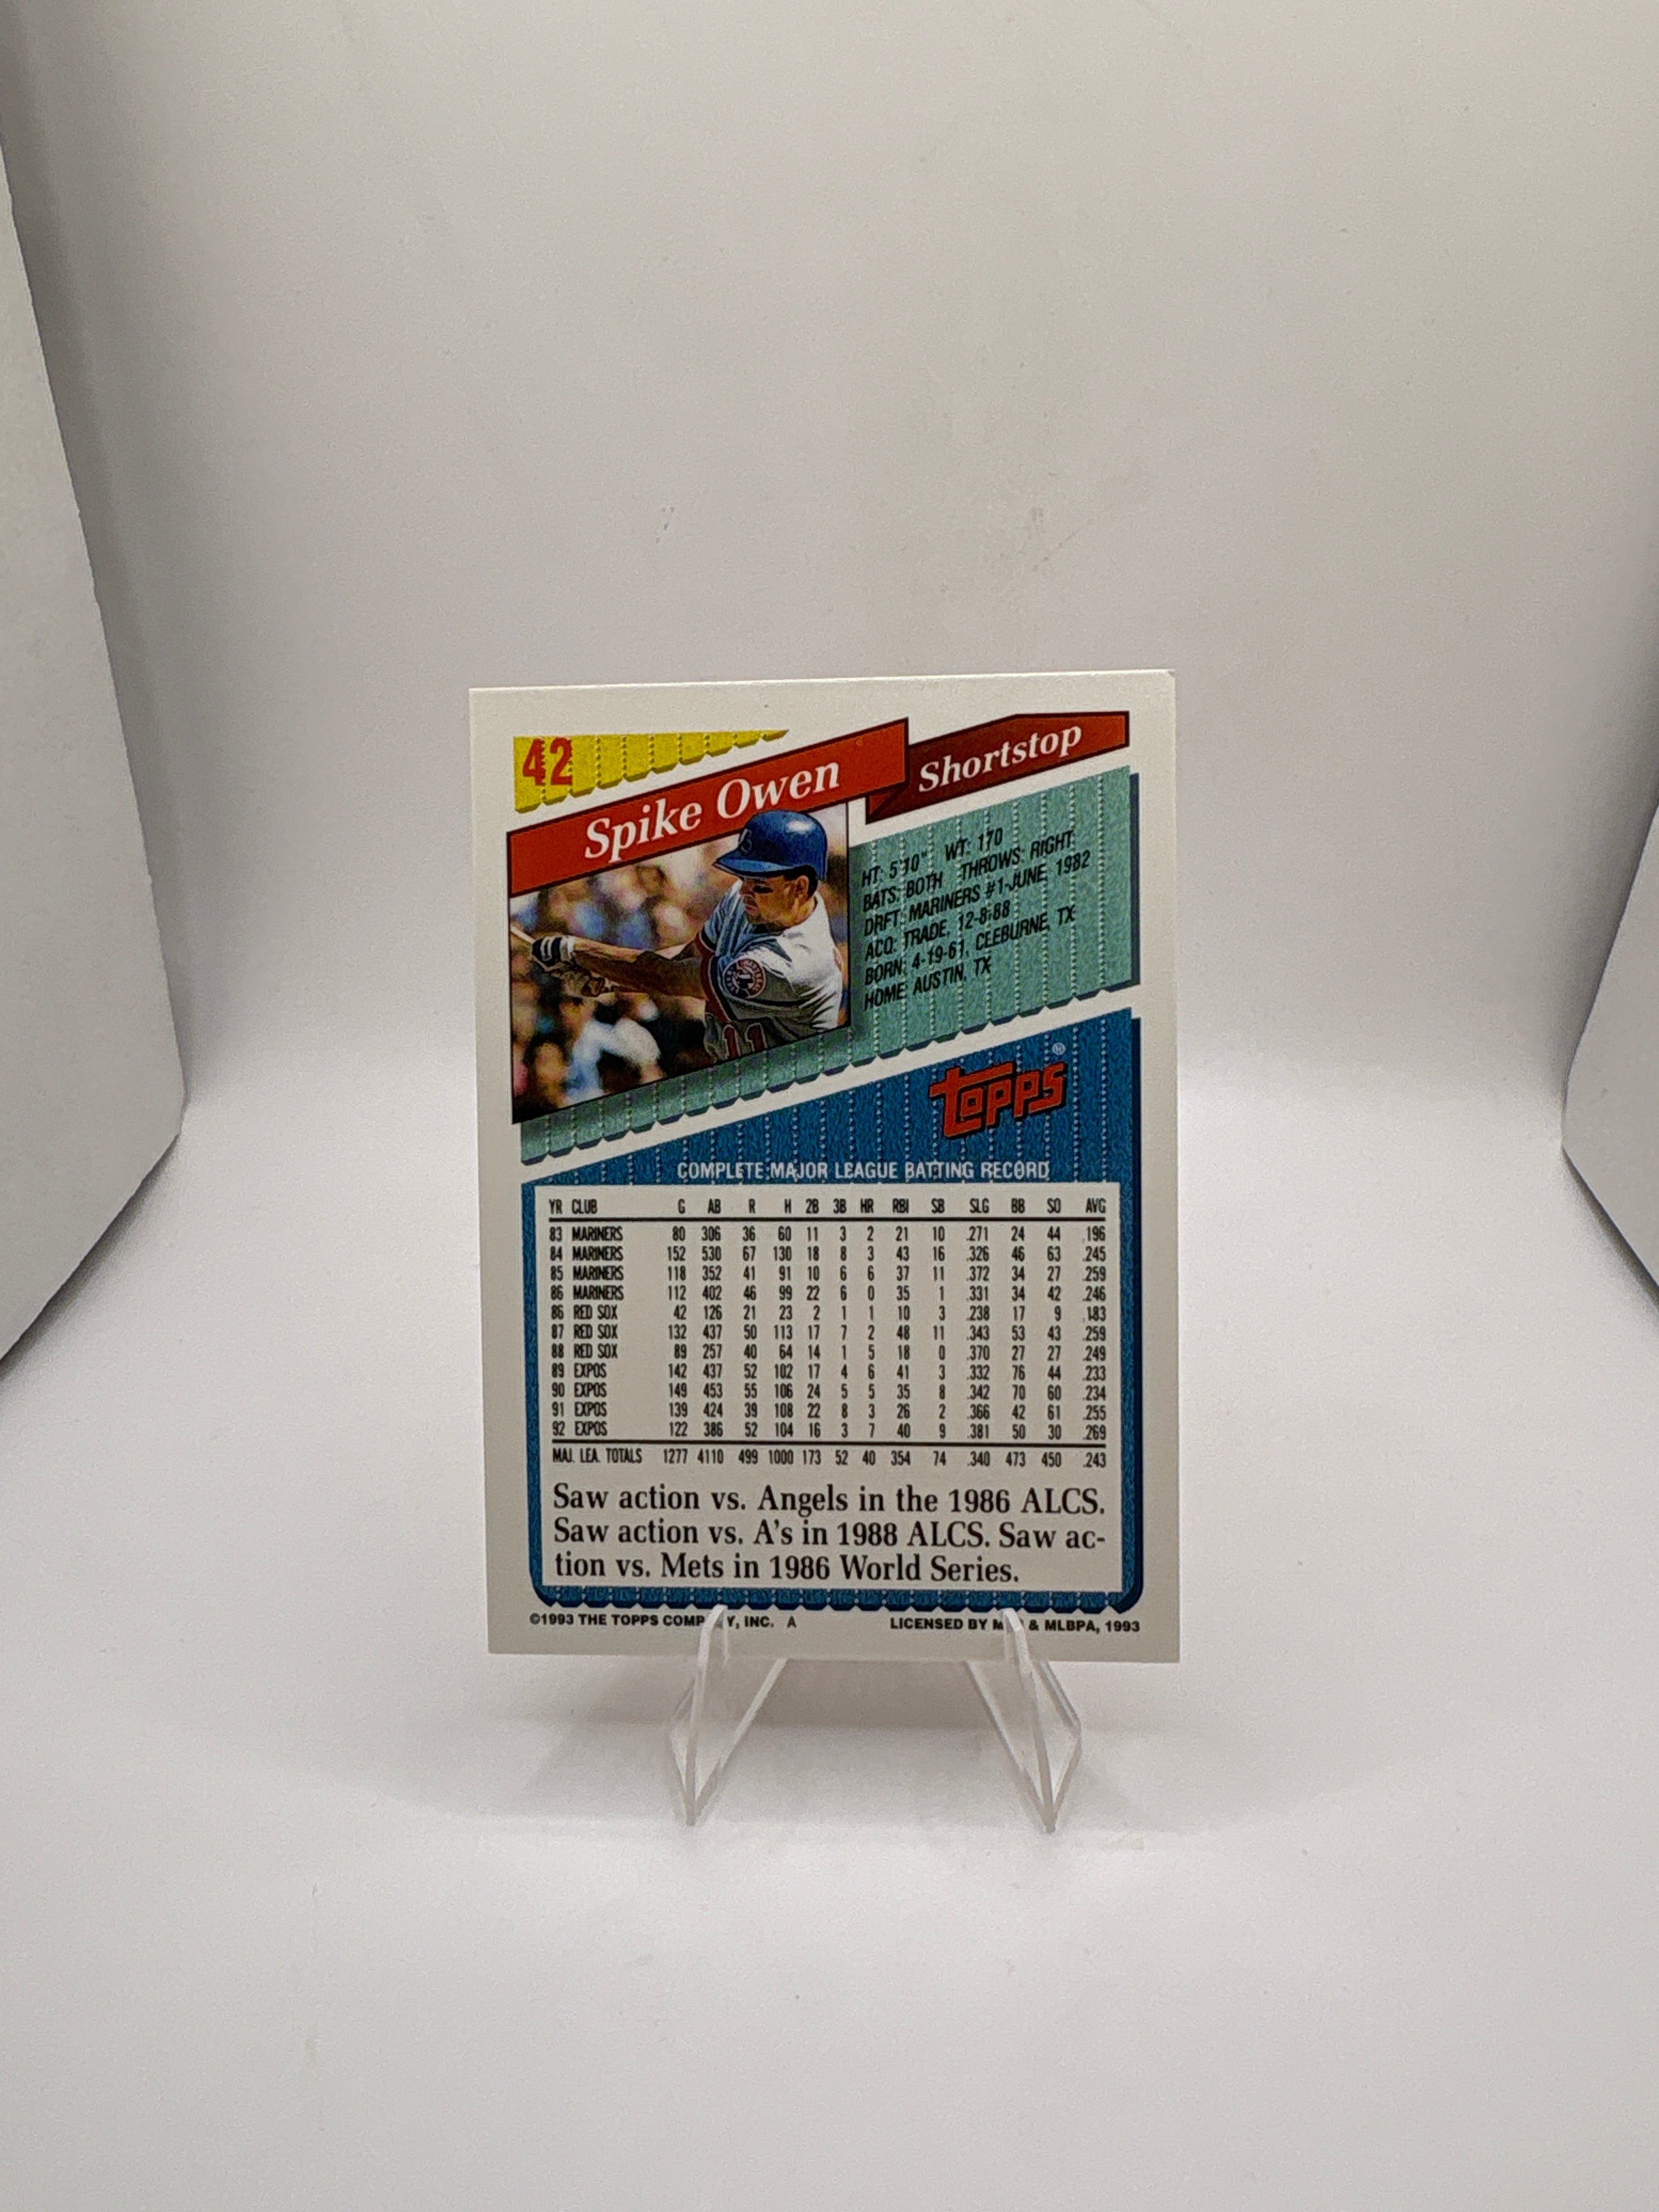 42
Spike Owen
Shortstop
HT: 5'10" WT: 170
BATS: BOTH THROWS: RIGHT
DRFT: MARINERS #1-JUNE, 1982
ACQ: TRADE, 12-8-88
BORN: 4-19-61, CLEBURNE, TX
HOME: AUSTIN, TX
11
topps®
COMPLETE MAJOR LEAGUE BATTING RECORD
YR CLUB G AB R H 2B 3B HR RBI SB SLG BB SO AVG
83 MARINERS 80 306 36 60 11 3 2 21 10 .271 24 44 .196
84 MARINERS 152 530 67 130 18 8 3 43 16 .326 46 63 .245
85 MARINERS 118 352 41 91 10 6 6 37 11 .372 34 27 .259
86 MARINERS 112 402 46 99 22 6 0 35 1 .331 34 42 .246
86 RED SOX 42 126 21 23 2 1 1 10 3 .238 17 9 .183
87 RED SOX 132 437 50 113 17 7 2 48 11 .343 53 43 .259
88 RED SOX 89 257 40 64 14 1 5 18 0 .370 27 27 .249
89 EXPOS 142 437 52 102 17 4 6 41 3 .332 76 44 .233
90 EXPOS 149 453 55 106 24 5 5 35 8 .342 70 60 .234
91 EXPOS 139 424 39 108 22 8 3 26 2 .366 42 61 .255
92 EXPOS 122 386 52 104 16 3 7 40 9 .381 50 30 .269
MAJ. LEA. TOTALS 1277 4110 499 1000 173 52 40 354 74 .340 473 450 .243
Saw action vs. Angels in the 1986 ALCS.
Saw action vs. A's in 1988 ALCS. Saw ac-
tion vs. Mets in 1986 World Series.
©1993 THE TOPPS COMP Y, INC. A LICENSED BY M & MLBPA, 1993